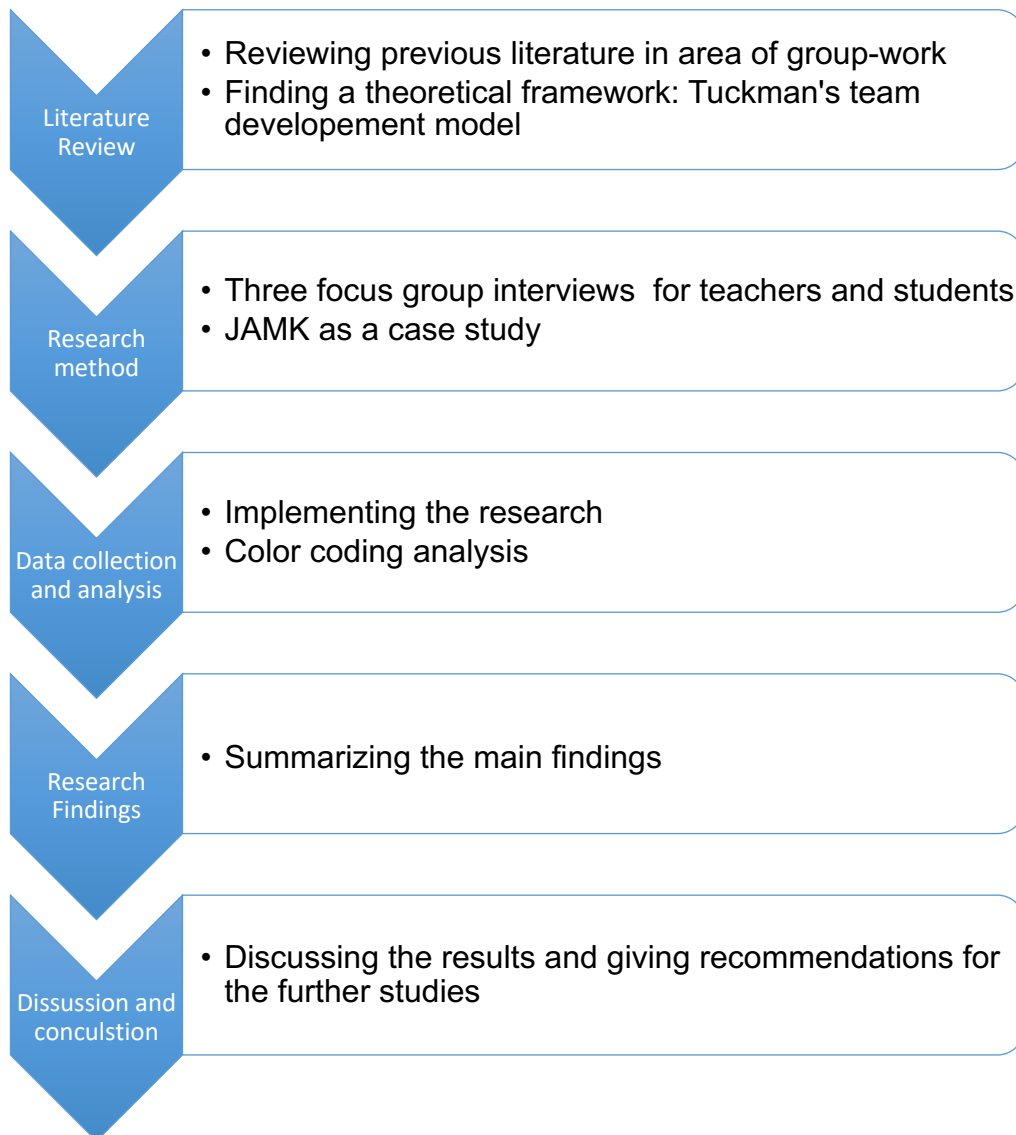 Literature
Review
• Reviewing previous literature in area of group-work
• Finding a theoretical framework: Tuckman's team
developement model
Research
method
• Three focus group interviews  for teachers and students
• JAMK as a case study
Data collection
and analysis
• Implementing the research
• Color coding analysis
Research
Findings
• Summarizing the main findings
Dissussion and
conculstion
• Discussing the results and giving recommendations for
the further studies